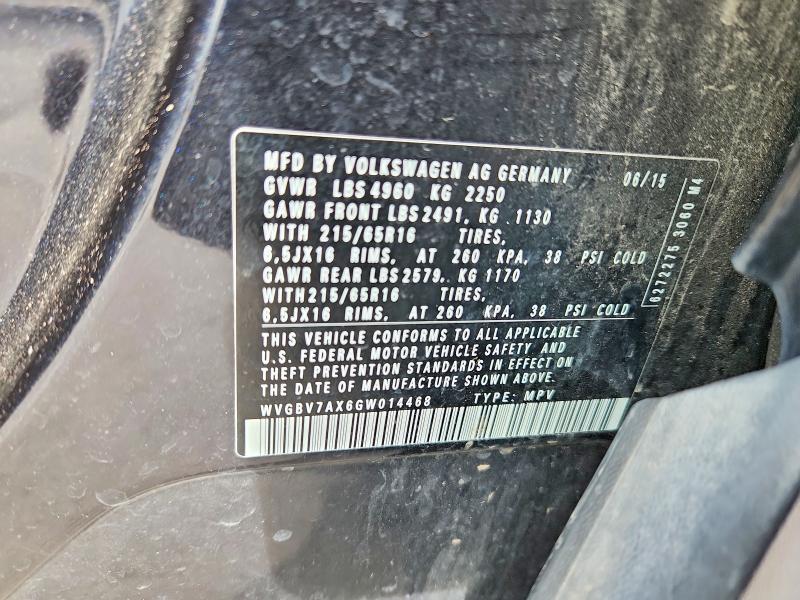 MFD BY VOLKSWAGEN AG GERMANY 06/15
GVWR LBS 4960 KG 2250
GAWR FRONT LBS 2491, KG 1130
WITH 215/65R16 TIRES,
6,5JX16 RIMS, AT 260 KPA, 38 PSI COLD
GAWR REAR LBS 2579, KG 1170
WITH 215/65R16 TIRES,
6,5JX16 RIMS, AT 260 KPA, 38 PSI COLD
THIS VEHICLE CONFORMS TO ALL APPLICABLE
U.S. FEDERAL MOTOR VEHICLE SAFETY AND
THEFT PREVENTION STANDARDS IN EFFECT ON
THE DATE OF MANUFACTURE SHOWN ABOVE.
WVGBV7AX6GW014468 TYPE: MPV
6272275 3060 M4